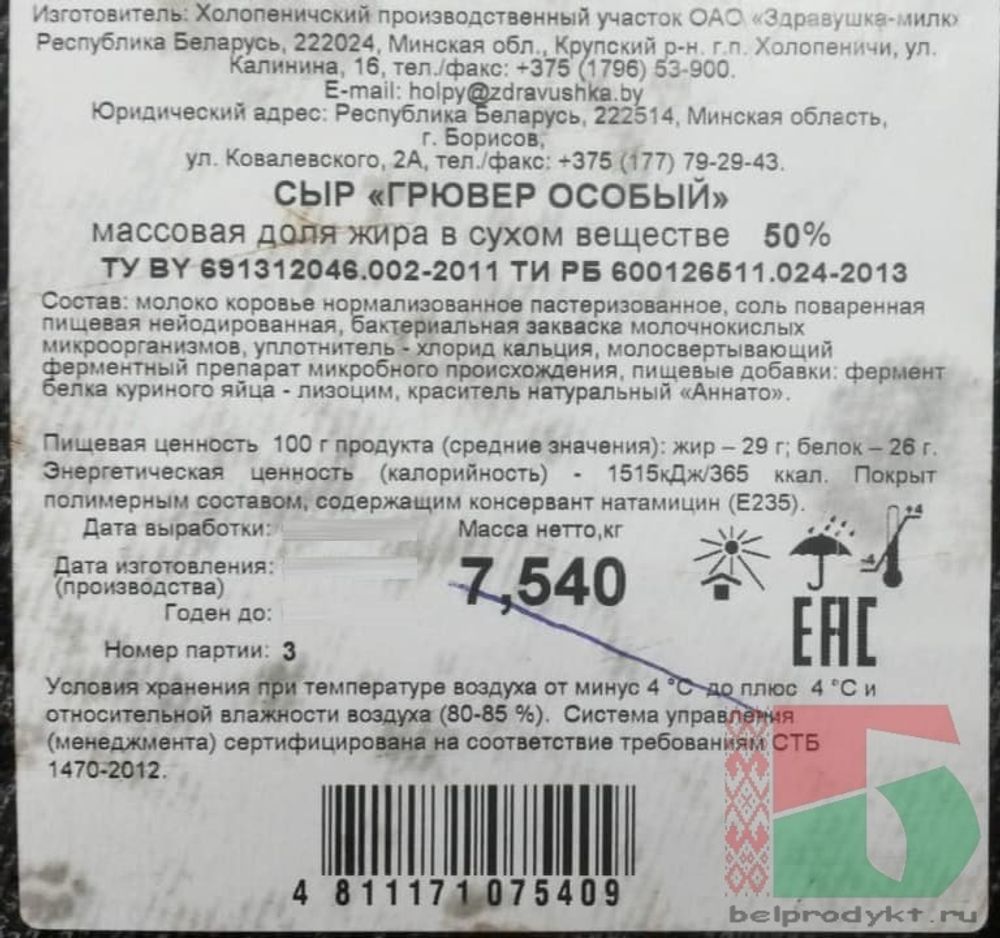 Изготовитель: Холопеничский производственный участок ОАО «Здравушка-милк»
Республика Беларусь, 222024, Минская обл., Крупский р-н. г.п. Холопеничи, ул.
Калинина, 16, тел./факс: +375 (1796) 53-900.
E-mail: holpy@zdravushka.by
Юридический адрес: Республика Беларусь, 222514, Минская область,
г. Борисов,
ул. Ковалевского, 2А, тел./факс: +375 (177) 79-29-43.
СЫР «ГРЮВЕР ОСОБЫЙ»
массовая доля жира в сухом веществе 50%
ТУ BY 691312046.002-2011 ТИ РБ 600126511.024-2013
Состав: молоко коровье нормализованное пастеризованное, соль поваренная
пищевая нейодированная, бактериальная закваска молочнокислых
микроорганизмов, уплотнитель - хлорид кальция, молосвертывающий
ферментный препарат микробного происхождения, пищевые добавки: фермент
белка куриного яйца - лизоцим, краситель натуральный «Аннато».
Пищевая ценность 100 г продукта (средние значения): жир – 29 г; белок – 26 г.
Энергетическая ценность (калорийность) - 1515кДж/365 ккал. Покрыт
полимерным составом, содержащим консервант натамицин (Е235).
Дата выработки: Масса нетто,кг
+4
-4
Дата изготовления:
(производства)
7,540
Годен до:
EAC
Номер партии: 3
Условия хранения при температуре воздуха от минус 4 °С до плюс 4 °С и
относительной влажности воздуха (80-85 %). Система управления
(менеджмента) сертифицирована на соответствие требованиям СТБ
1470-2012.
4 811171 075409
belprodykt.ru